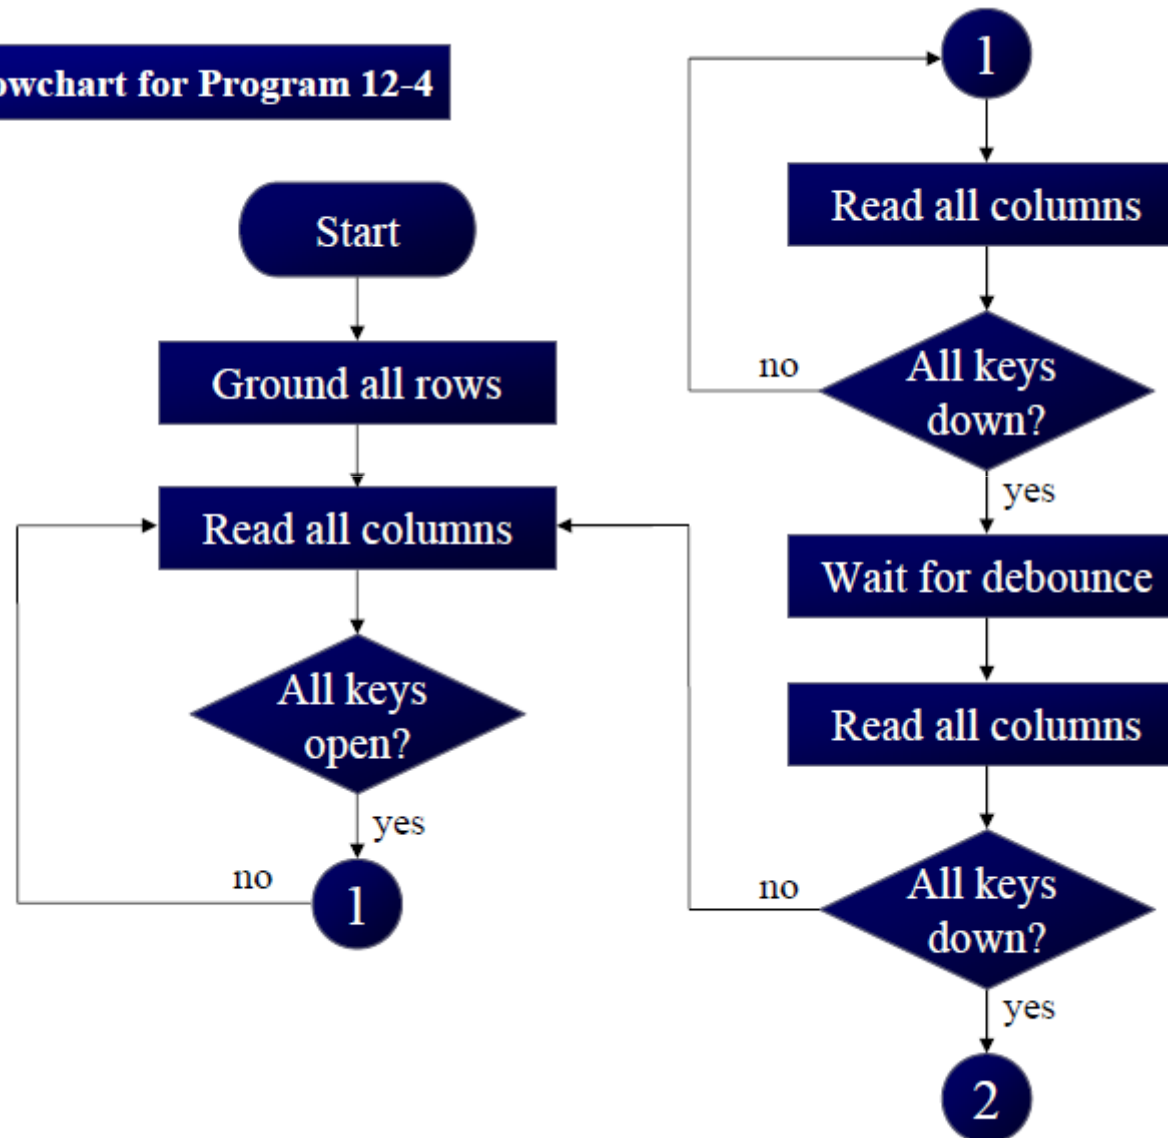 owchart for Program 12-4
Start
Ground all rows
Read all columns
All keys
open?
yes
no
1
1
Read all columns
All keys
down?
no
yes
Wait for debounce
Read all columns
All keys
down?
no
yes
2